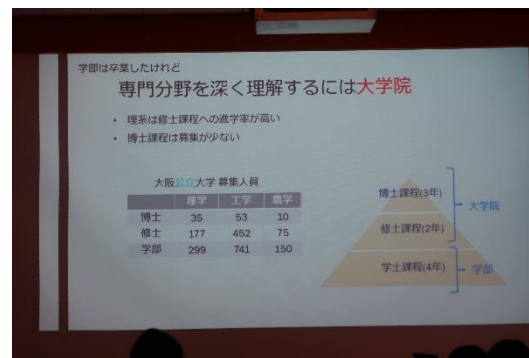 学部は卒業したけれど
専門分野を深く理解するには大学院
・ 理系は修士課程への進学率が高い
・ 博士課程は募集が少ない
大阪公立大学 募集人員
理学 工学 農学
博士 35 53 10
修士 177 452 75
学部 299 741 150
博士課程(3年)
大学院
修士課程(2年)
学士課程(4年)
学部